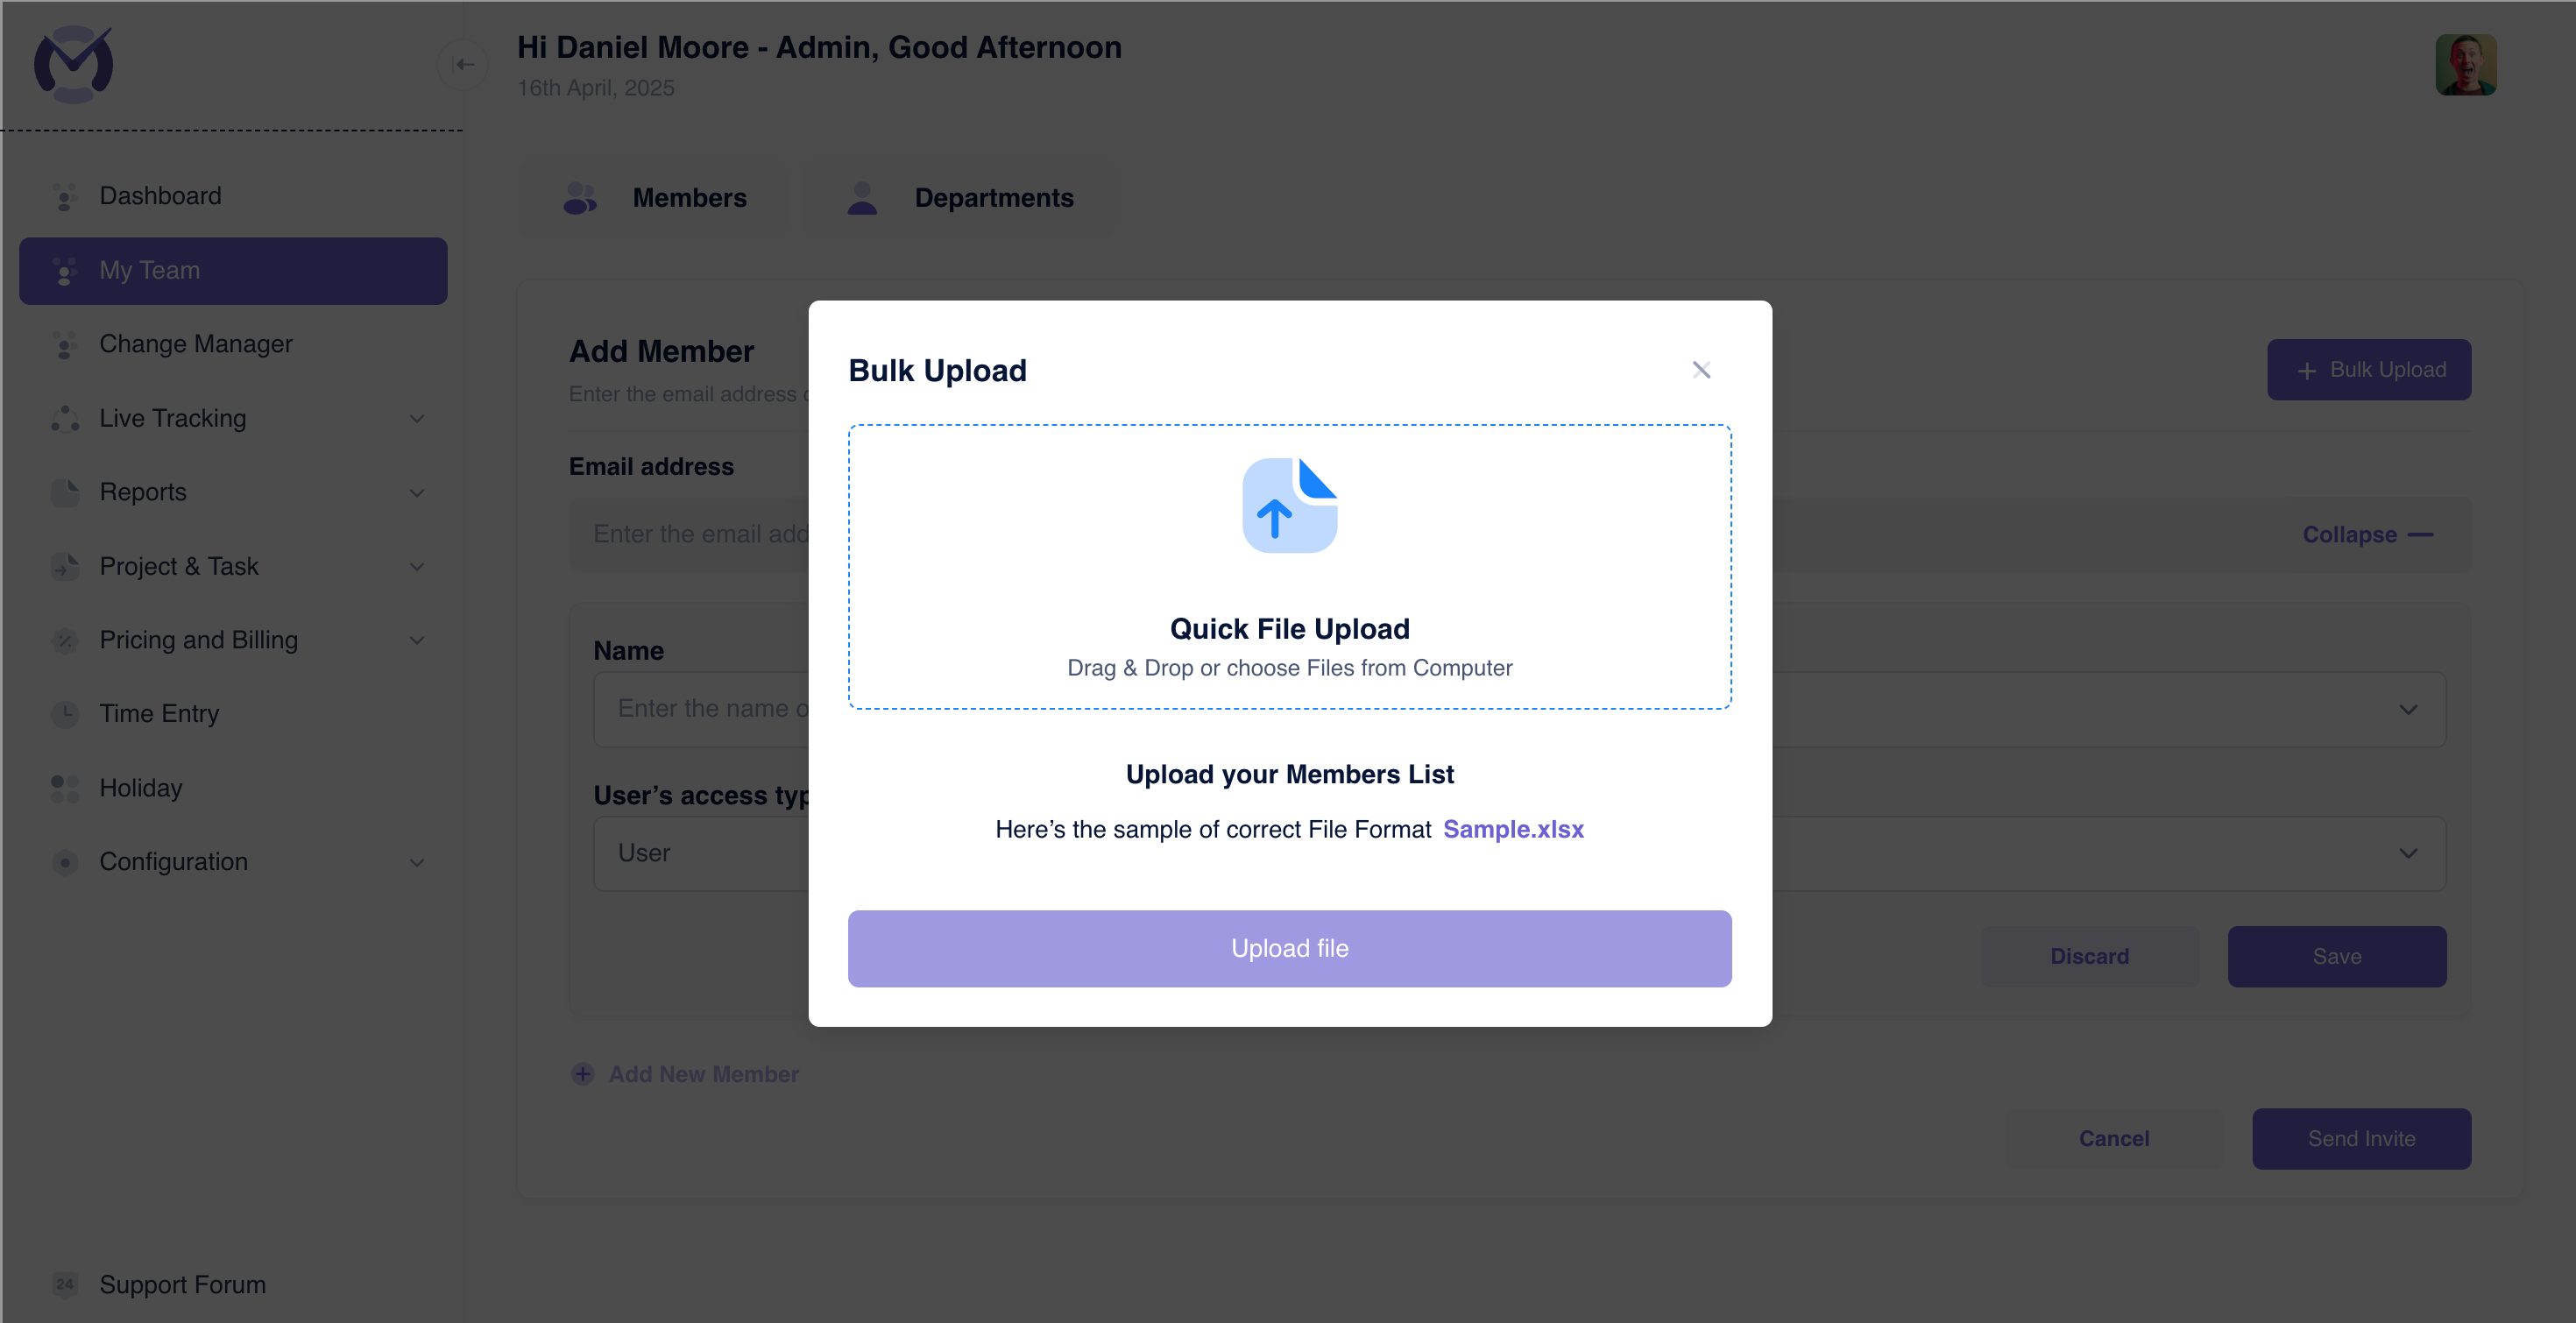 Hi Daniel Moore - Admin, Good Afternoon
16th April, 2025
Dashboard
My Team
Change Manager
Live Tracking
Reports
Project & Task
Pricing and Billing
Time Entry
Holiday
Configuration
24 Support Forum
Members
Departments
Add Member
Enter the email address
Bulk Upload
Email address
Enter the email
Collapse
Name
Enter the name
User’s access
User
Discard
Save
Add New Member
Cancel
Send Invite
Bulk Upload
Quick File Upload
Drag & Drop or choose Files from Computer
Upload your Members List
Here’s the sample of correct File Format Sample.xlsx
Upload file